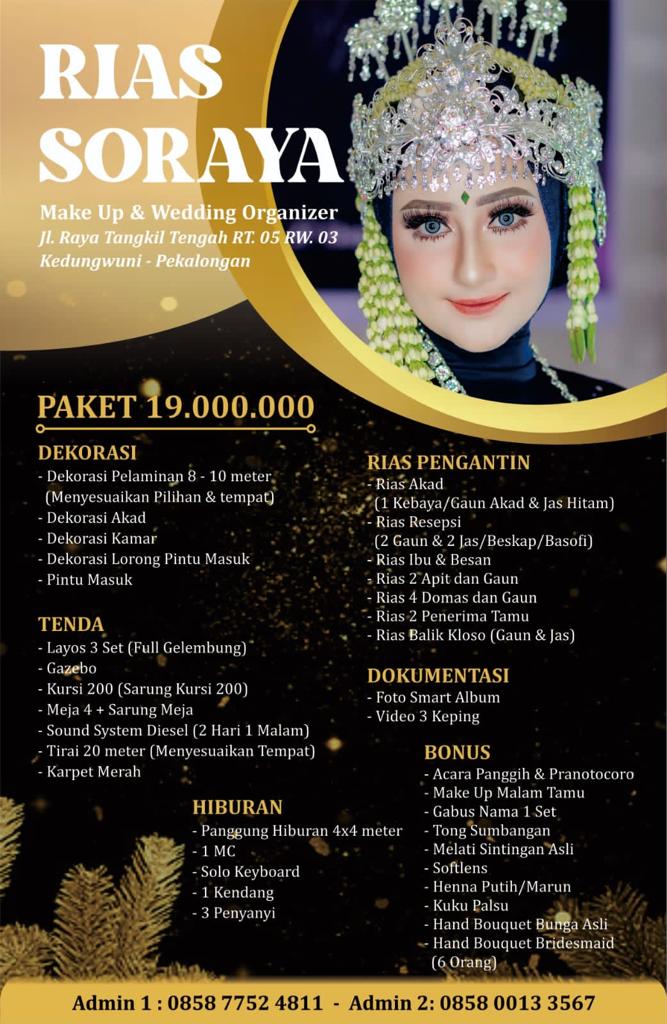 RIAS
SORAYA
Make Up & Wedding Organizer
Jl. Raya Tangkil Tengah RT. 05 RW. 03
Kedungwuni - Pekalongan
PAKET 19.000.000
DEKORASI
- Dekorasi Pelaminan 8 - 10 meter
(Menyesuaikan Pilihan & tempat)
- Dekorasi Akad
- Dekorasi Kamar
- Dekorasi Lorong Pintu Masuk
- Pintu Masuk
TENDA
- Layos 3 Set (Full Gelembung)
- Gazebo
- Kursi 200 (Sarung Kursi 200)
- Meja 4 + Sarung Meja
- Sound System Diesel (2 Hari 1 Malam)
- Tirai 20 meter (Menyesuaikan Tempat)
- Karpet Merah
HIBURAN
- Panggung Hiburan 4x4 meter
- 1 MC
- Solo Keyboard
- 1 Kendang
- 3 Penyanyi
RIAS PENGANTIN
- Rias Akad
(1 Kebaya/Gaun Akad & Jas Hitam)
- Rias Resepsi
(2 Gaun & 2 Jas/Beskap/Basofi)
- Rias Ibu & Besan
- Rias 2 Apit dan Gaun
- Rias 4 Domas dan Gaun
- Rias 2 Penerima Tamu
- Rias Balik Kloso (Gaun & Jas)
DOKUMENTASI
- Foto Smart Album
- Video 3 Keping
BONUS
- Acara Panggih & Pranotocoro
- Make Up Malam Tamu
- Gabus Nama 1 Set
- Tong Sumbangan
- Melati Sintingan Asli
- Softlens
- Henna Putih/Marun
- Kuku Palsu
- Hand Bouquet Bunga Asli
- Hand Bouquet Bridesmaid
(6 Orang)
Admin 1 : 0858 7752 4811 - Admin 2: 0858 0013 3567